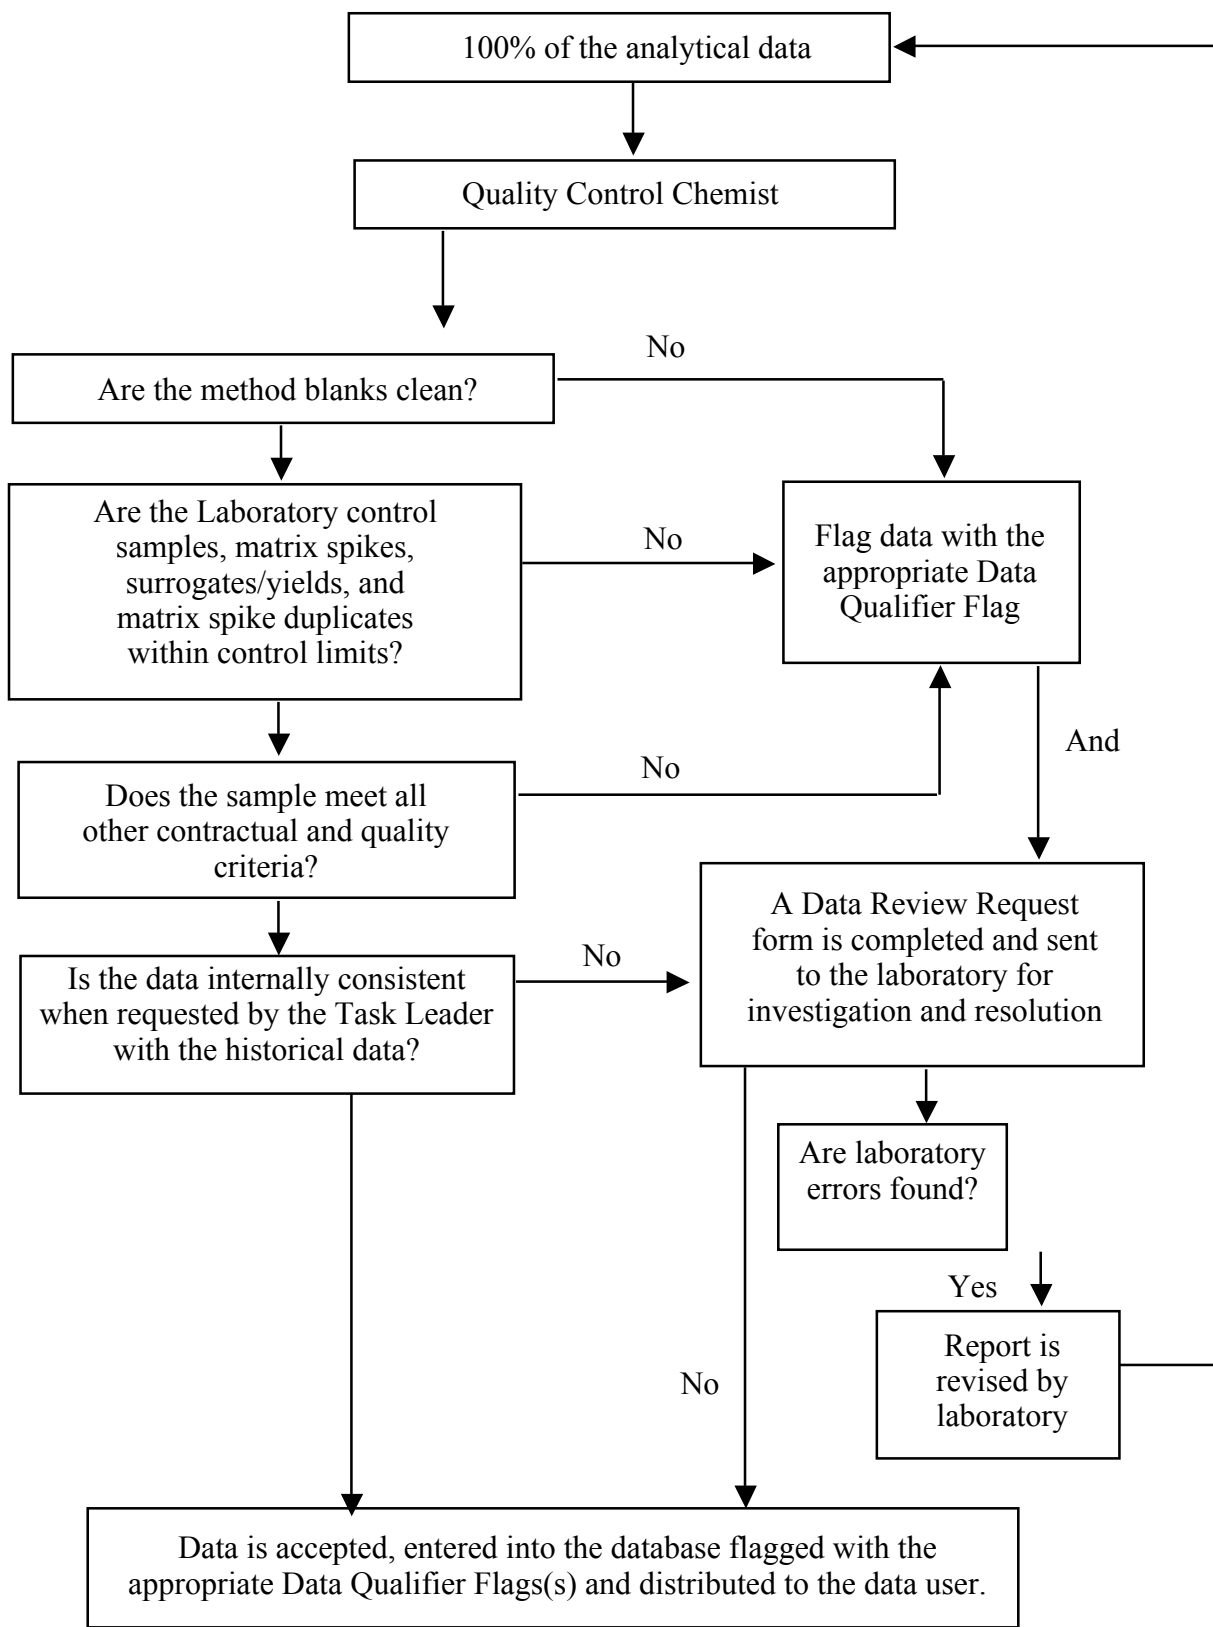 100% of the analytical data
Quality Control Chemist
No
Are the method blanks clean?
Are the Laboratory control
samples, matrix spikes,
surrogates/yields, and
matrix spike duplicates
within control limits?
No
Flag data with the
appropriate Data
Qualifier Flag
And
No
Does the sample meet all
other contractual and quality
criteria?
No
Is the data internally consistent
when requested by the Task Leader
with the historical data?
A Data Review Request
form is completed and sent
to the laboratory for
investigation and resolution
Are laboratory
errors found?
Yes
Report is
revised by
laboratory
No
Data is accepted, entered into the database flagged with the
appropriate Data Qualifier Flags(s) and distributed to the data user.